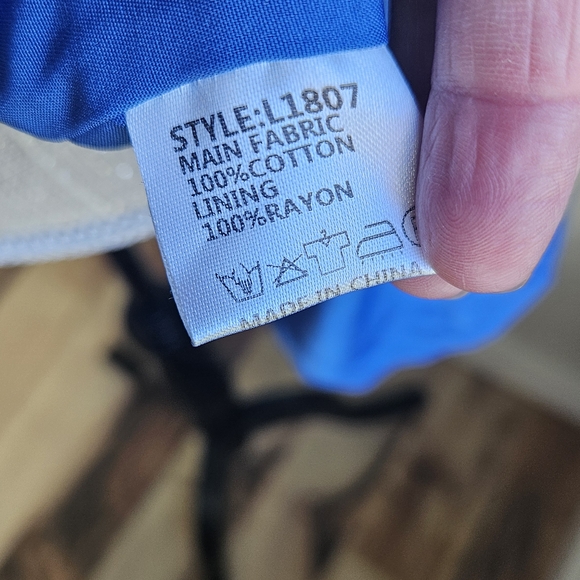 STYLE:L1807
MAIN FABRIC
100%COTTON
LINING
100%RAYON
MADE IN CHINA